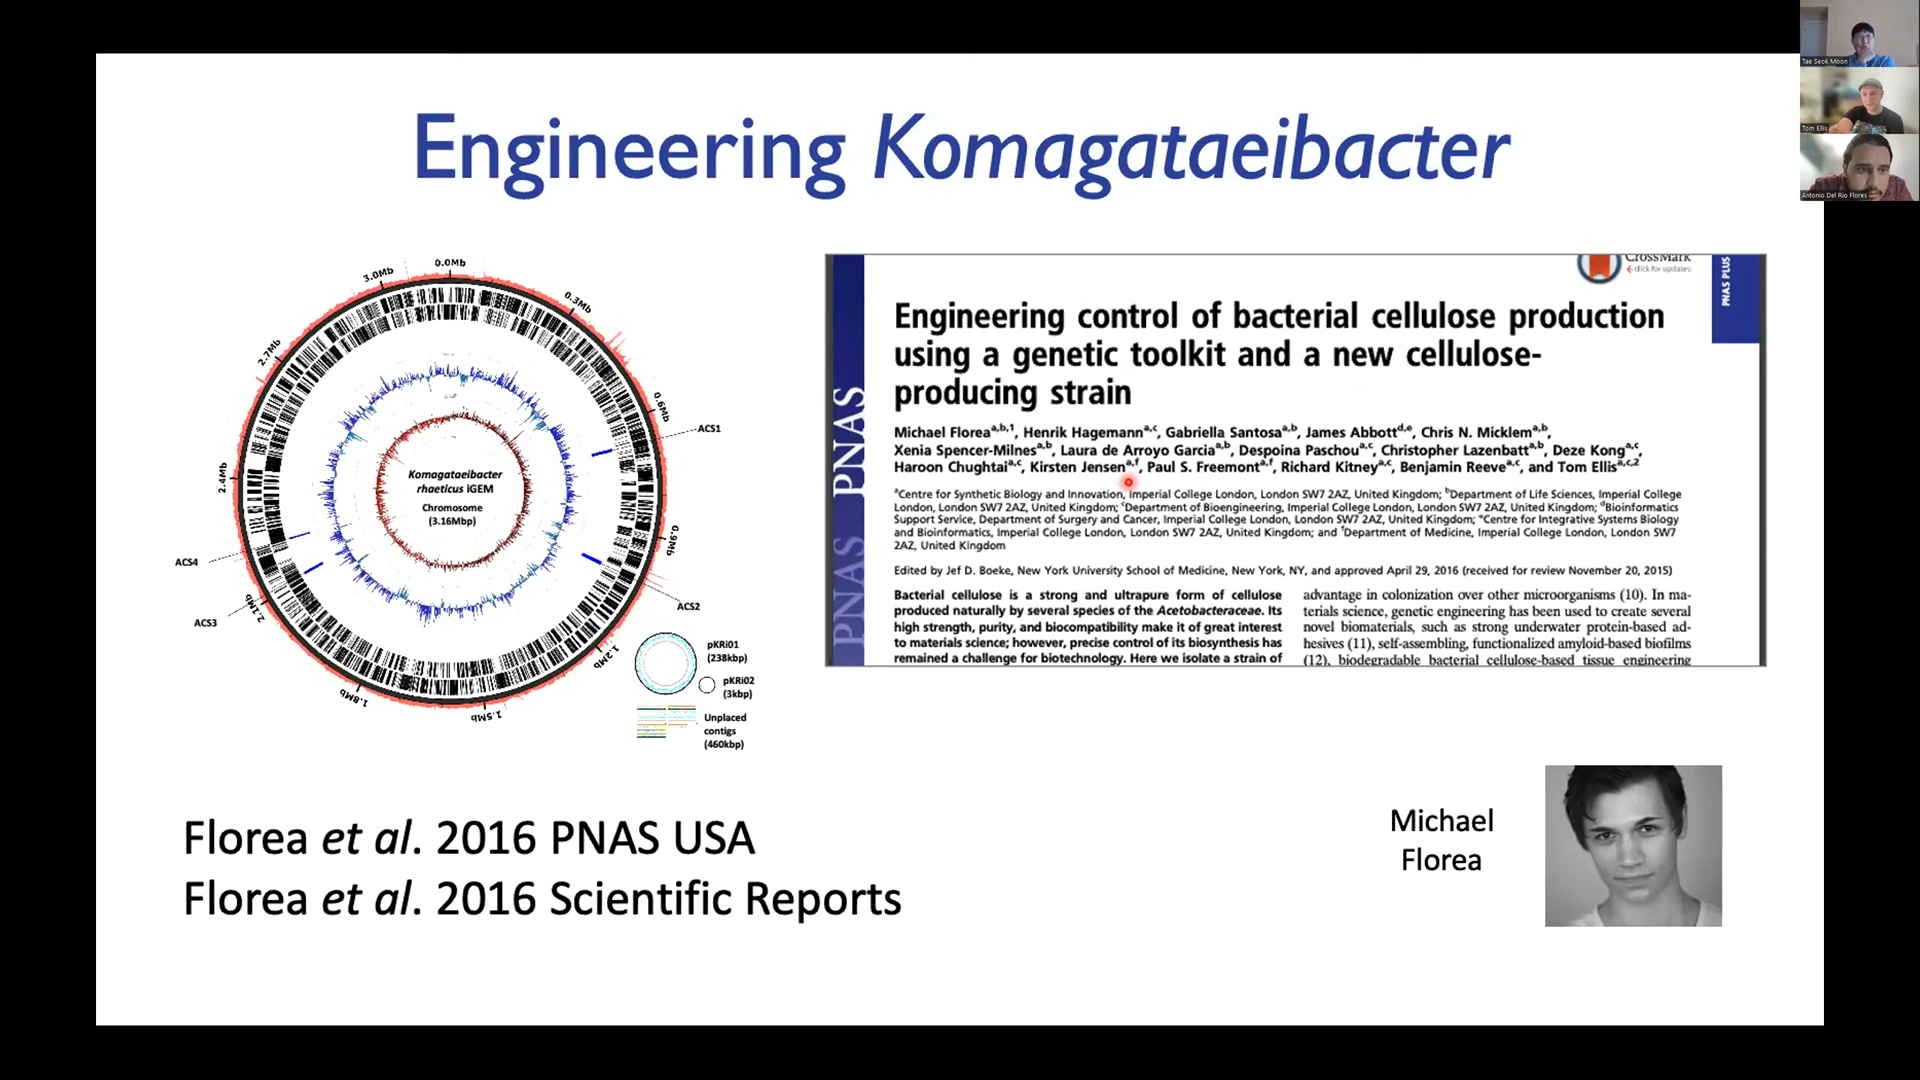 Engineering Komagataeibacter
0.0Mb
0.3Mb
0.6Mb
ACS1
0.9Mb
ACS2
1.2Mb
1.5Mb
1.8Mb
2.1Mb
ACS3
ACS4
2.4Mb
2.7Mb
3.0Mb
Komagataeibacter
rhaeticus iGEM
Chromosome
(3.16Mbp)
pKRi01
(238kbp)
pKRi02
(3kbp)
Unplaced
contigs
(460kbp)
PNAS
PNAS
CrossMark
click for updates
PNAS PLUS
Engineering control of bacterial cellulose production
using a genetic toolkit and a new cellulose-
producing strain
Michael Florea^a,b,1, Henrik Hagemann^a,c, Gabriella Santosa^a,b, James Abbott^d,e, Chris N. Micklem^a,b,
Xenia Spencer-Milnes^a,b, Laura de Arroyo Garcia^a,b, Despoina Paschou^a,c, Christopher Lazenbatt^a,b, Deze Kong^a,c,
Haroon Chughtai^a,c, Kirsten Jensen^a,f, Paul S. Freemont^a,f, Richard Kitney^a,c, Benjamin Reeve^a,c, and Tom Ellis^a,c,2
^aCentre for Synthetic Biology and Innovation, Imperial College London, London SW7 2AZ, United Kingdom; ^bDepartment of Life Sciences, Imperial College
London, London SW7 2AZ, United Kingdom; ^cDepartment of Bioengineering, Imperial College London, London SW7 2AZ, United Kingdom; ^dBioinformatics
Support Service, Department of Surgery and Cancer, Imperial College London, London SW7 2AZ, United Kingdom; ^eCentre for Integrative Systems Biology
and Bioinformatics, Imperial College London, London SW7 2AZ, United Kingdom; and ^fDepartment of Medicine, Imperial College London, London SW7
2AZ, United Kingdom
Edited by Jef D. Boeke, New York University School of Medicine, New York, NY, and approved April 29, 2016 (received for review November 20, 2015)
Bacterial cellulose is a strong and ultrapure form of cellulose
produced naturally by several species of the Acetobacteraceae. Its
high strength, purity, and biocompatibility make it of great interest
to materials science; however, precise control of its biosynthesis has
remained a challenge for biotechnology. Here we isolate a strain of
advantage in colonization over other microorganisms (10). In ma-
terials science, genetic engineering has been used to create several
novel biomaterials, such as strong underwater protein-based ad-
hesives (11), self-assembling, functionalized amyloid-based biofilms
(12), biodegradable bacterial cellulose-based tissue engineering
Florea et al. 2016 PNAS USA
Florea et al. 2016 Scientific Reports
Michael
Florea
Tae Seok Moon
Tom Ellis
Antonio Del Rio Flores